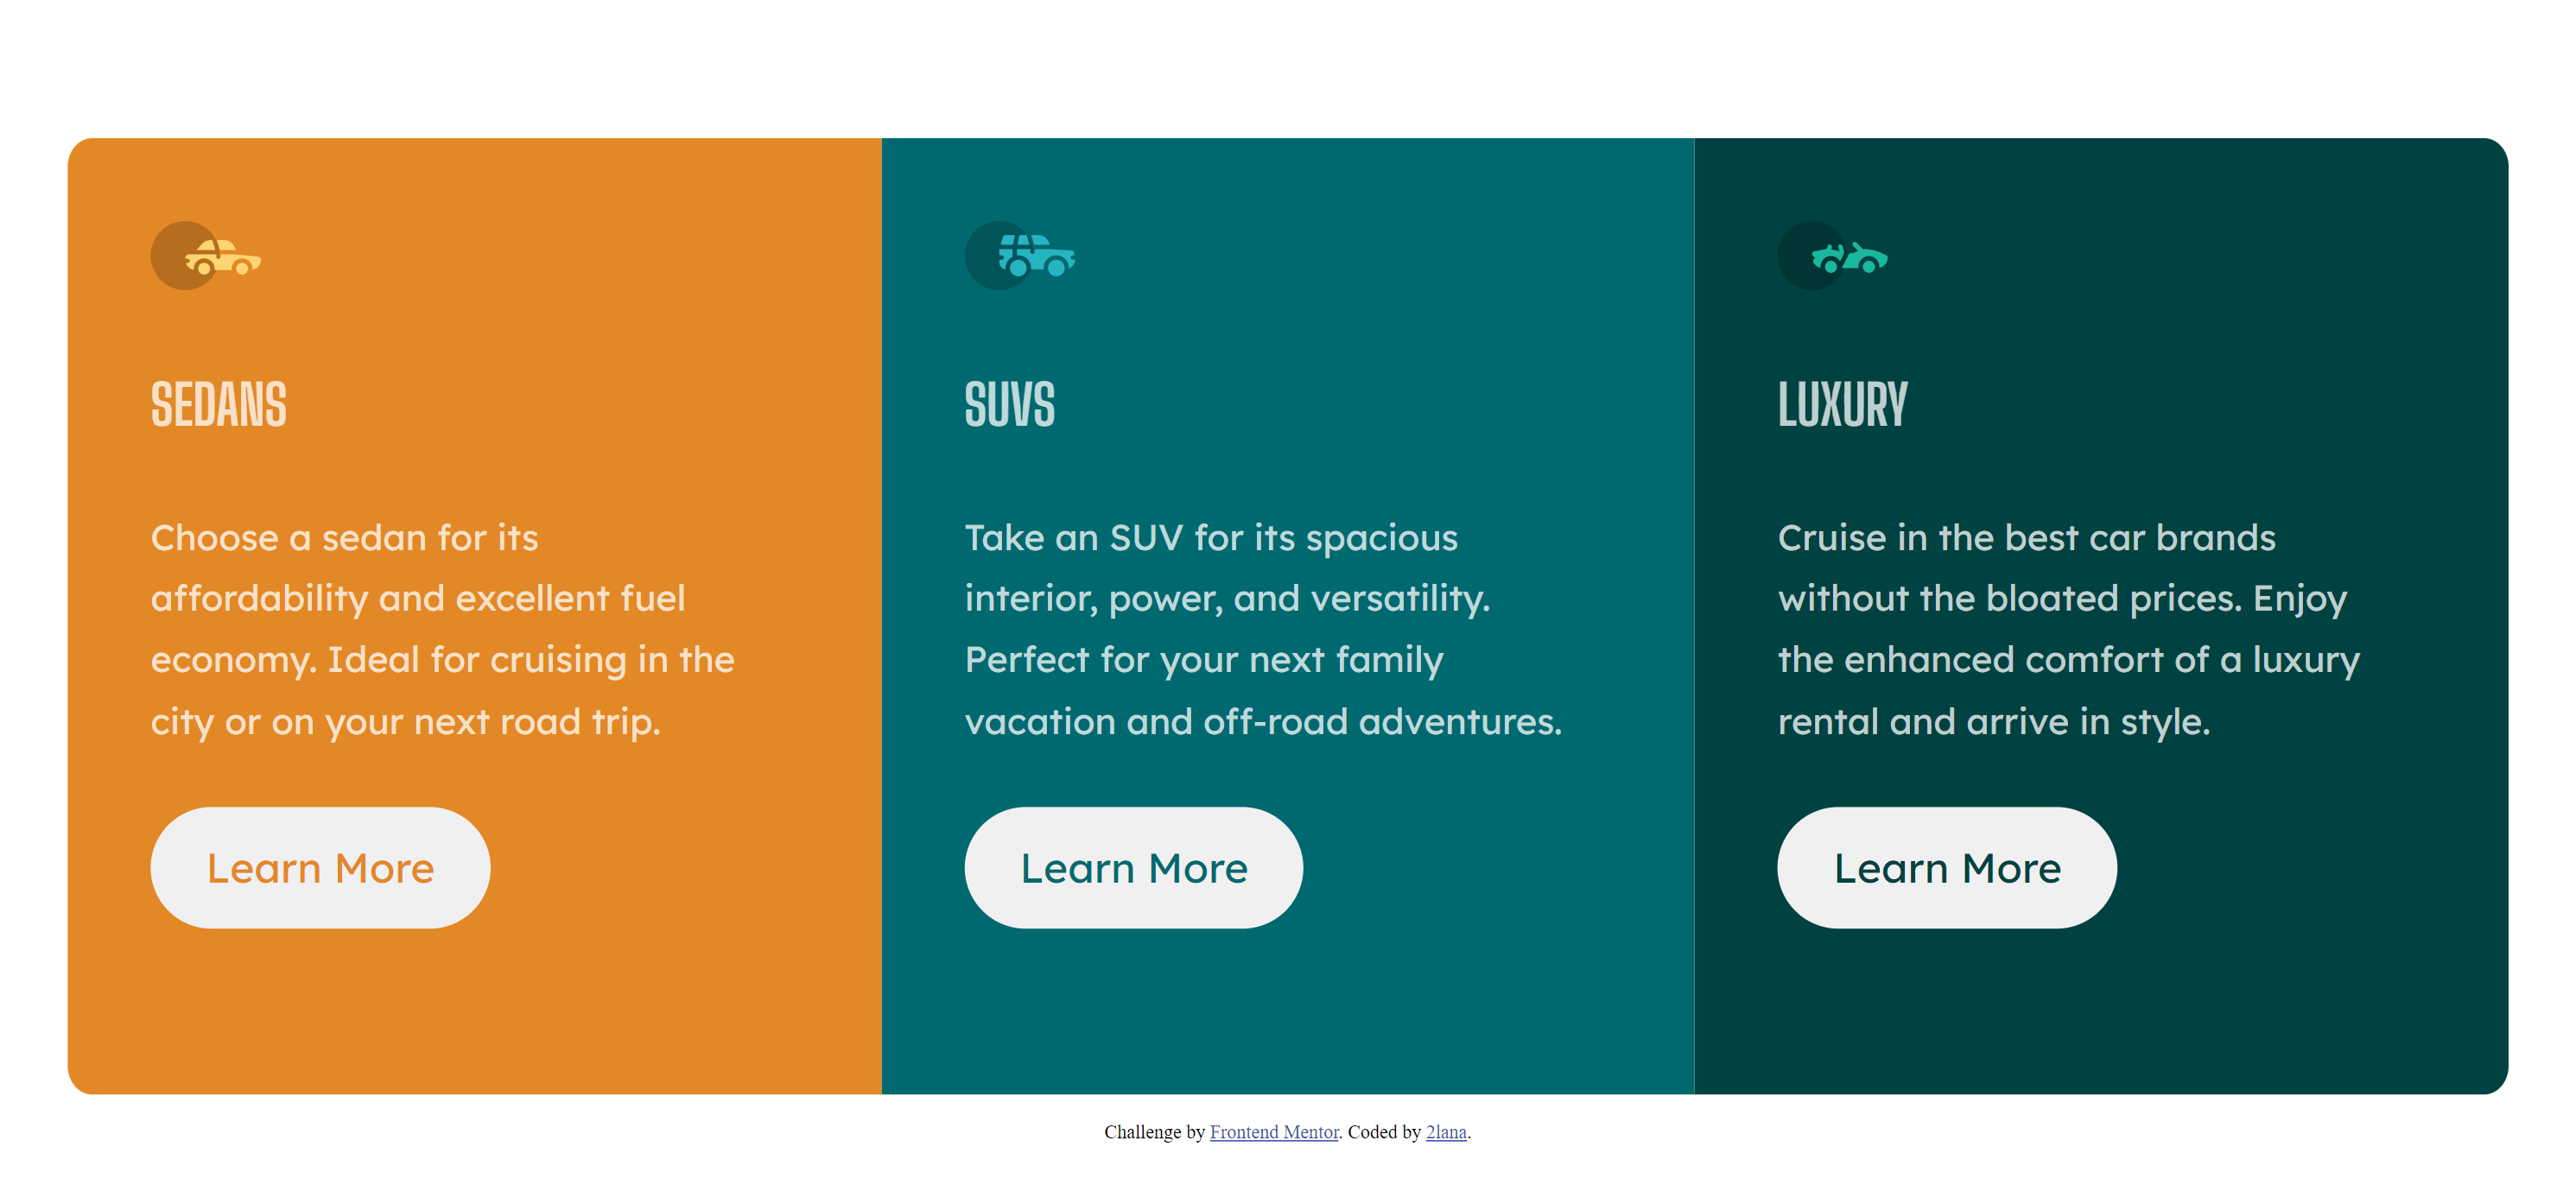 SEDANS
Choose a sedan for its
affordability and excellent fuel
economy. Ideal for cruising in the
city or on your next road trip.
Learn More
SUVS
Take an SUV for its spacious
interior, power, and versatility.
Perfect for your next family
vacation and off-road adventures.
Learn More
LUXURY
Cruise in the best car brands
without the bloated prices. Enjoy
the enhanced comfort of a luxury
rental and arrive in style.
Learn More
Challenge by Frontend Mentor. Coded by 2lana.